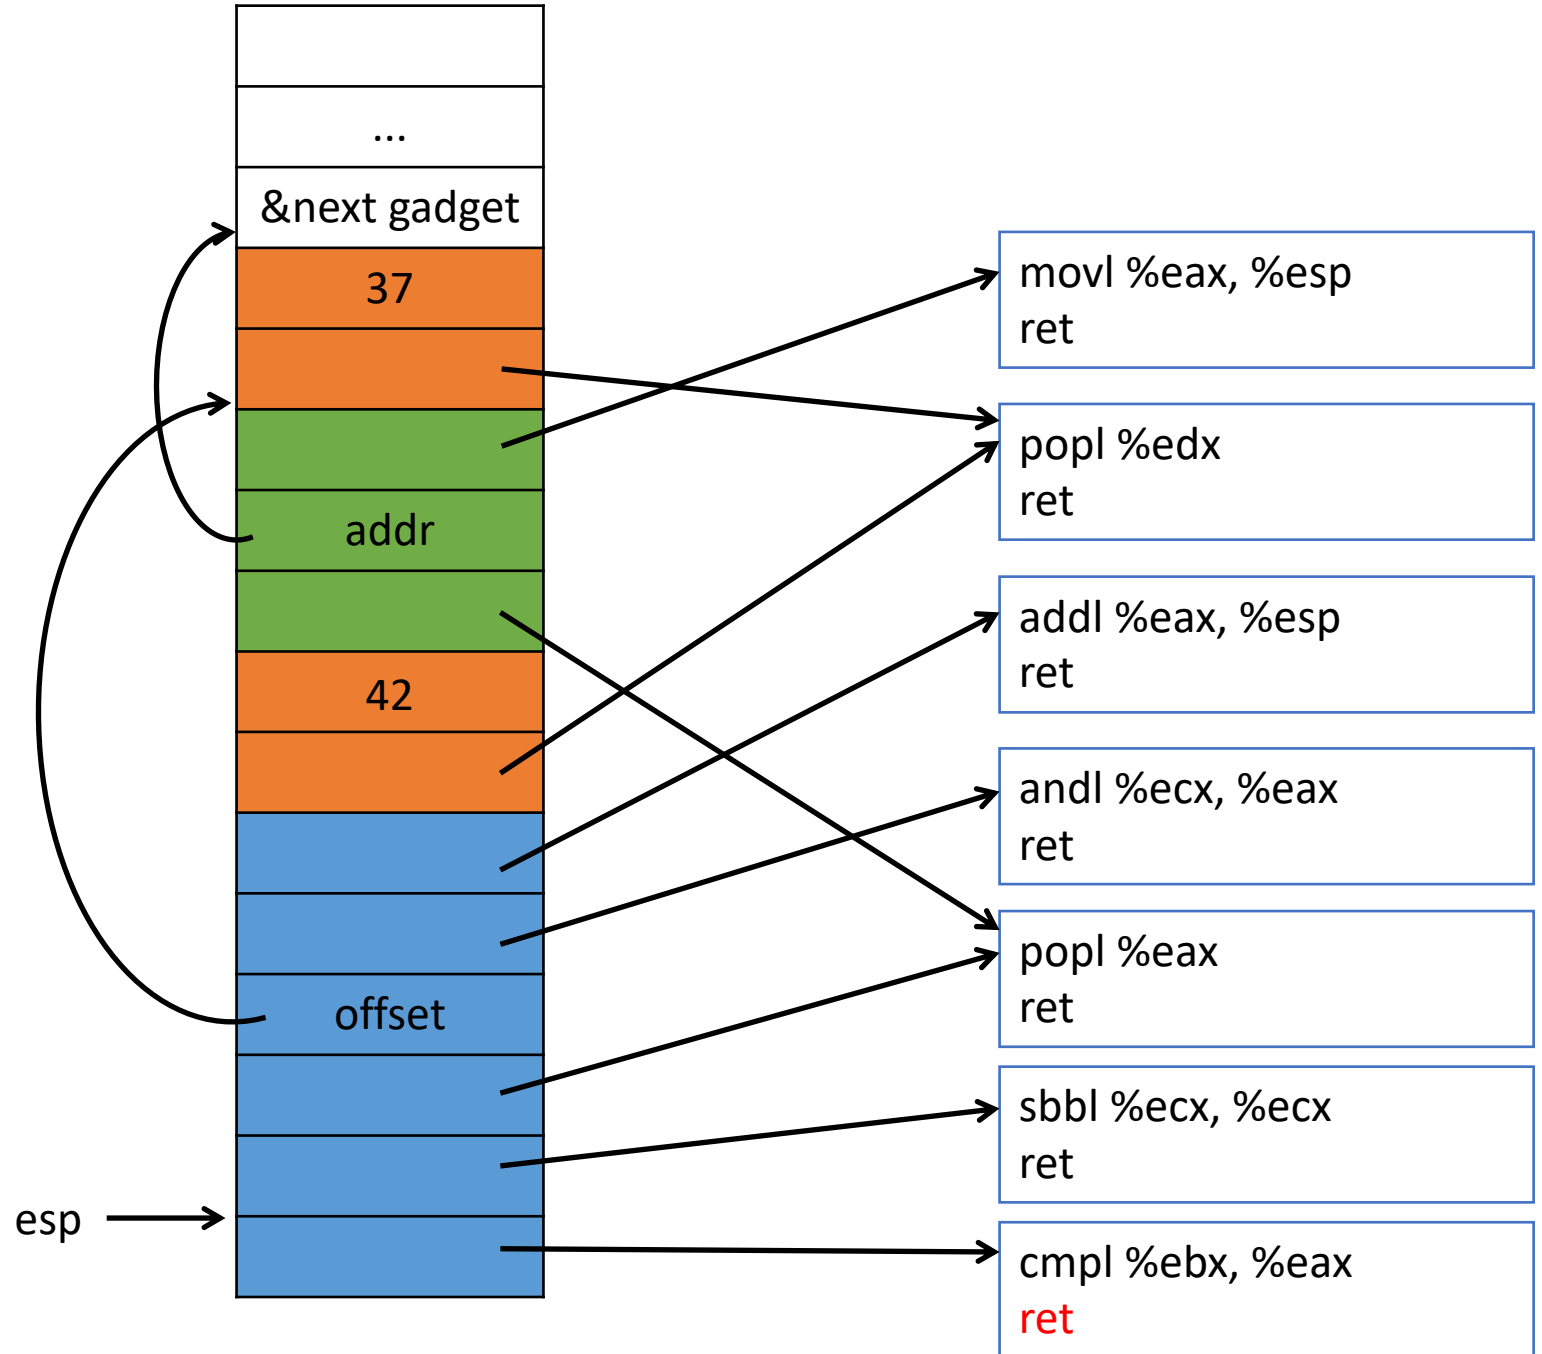 ...
&next gadget
37
addr
42
offset
esp
movl %eax, %esp
ret
popl %edx
ret
addl %eax, %esp
ret
andl %ecx, %eax
ret
popl %eax
ret
sbbl %ecx, %ecx
ret
cmpl %ebx, %eax
ret